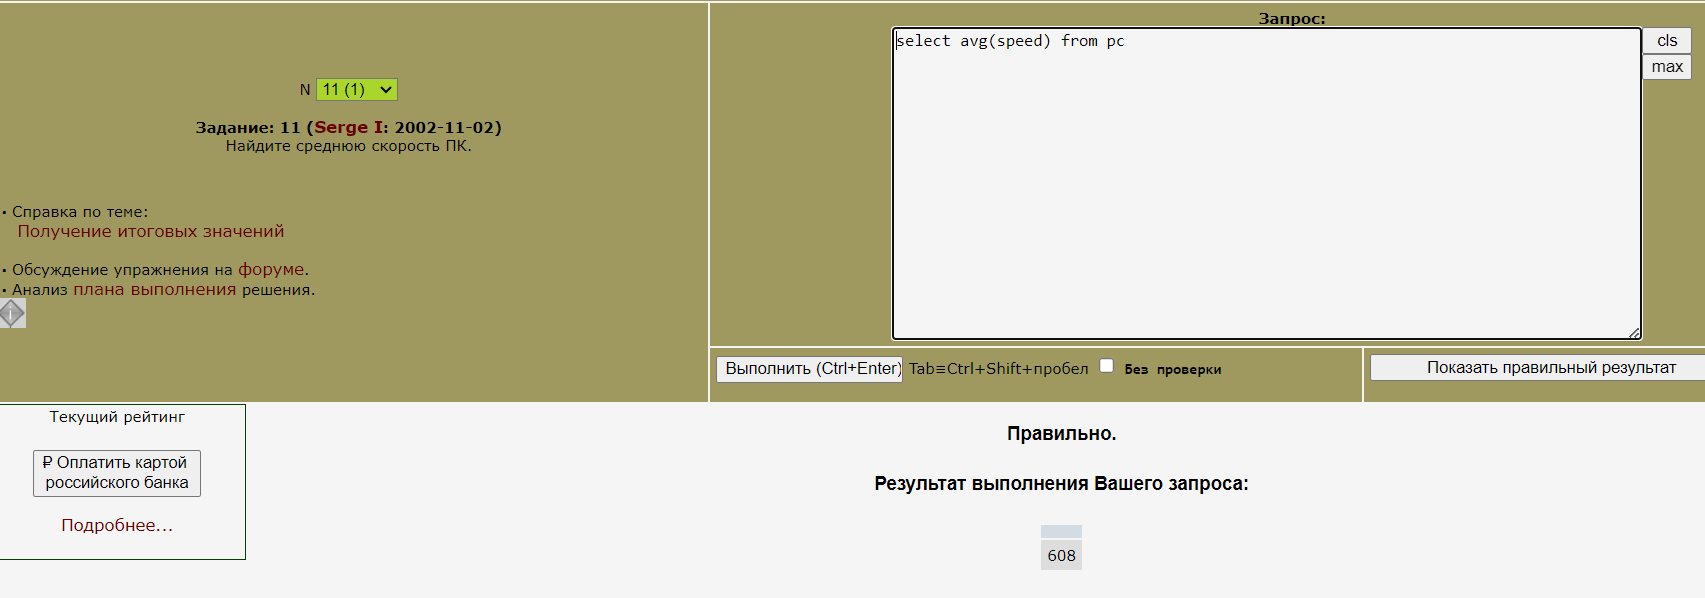 N 11 (1)
Задание: 11 (Serge I: 2002-11-02)
Найдите среднюю скорость ПК.
▪ Справка по теме:
Получение итоговых значений
▪ Обсуждение упражнения на форуме.
▪ Анализ плана выполнения решения.
i
Запрос:
select avg(speed) from pc
cls
max
Выполнить (Ctrl+Enter) Tab≡Ctrl+Shift+пробел Без проверки
Показать правильный результат
Текущий рейтинг
₽ Оплатить картой
российского банка
Подробнее...
Правильно.
Результат выполнения Вашего запроса:
608